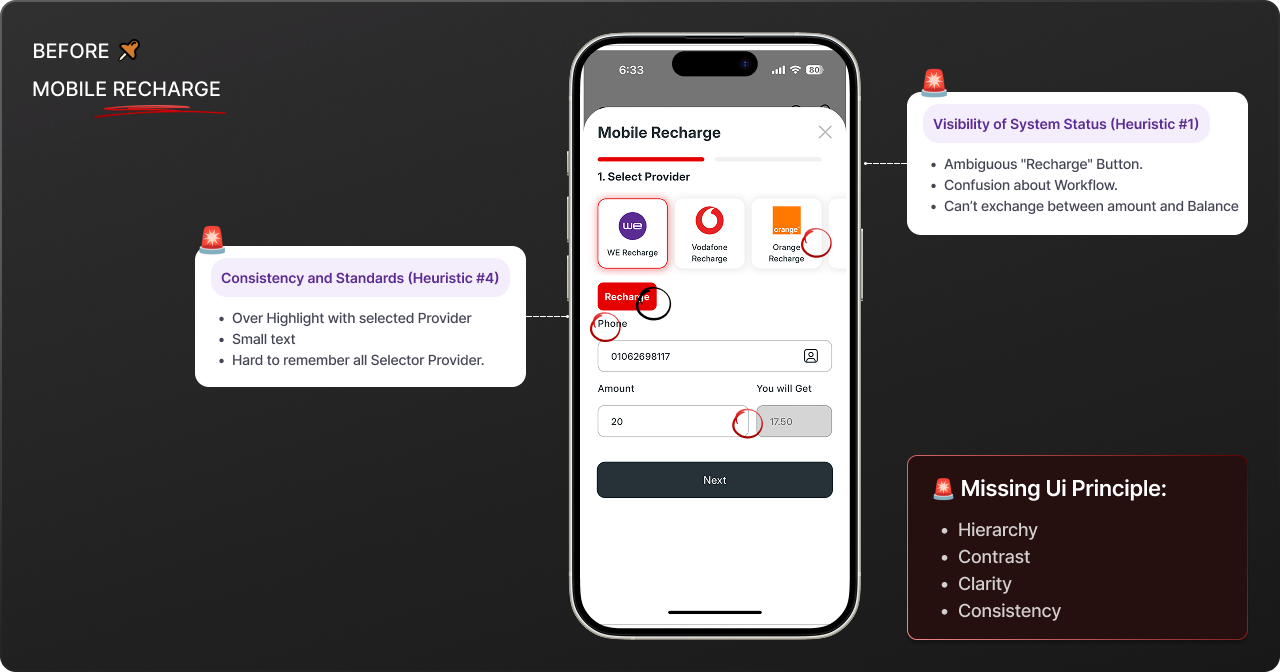 BEFORE
MOBILE RECHARGE
Consistency and Standards (Heuristic #4)
Over Highlight with selected Provider
Small text
Hard to remember all Selector Provider.
6:33
80
Mobile Recharge
1. Select Provider
we
WE Recharge
Vodafone
Recharge
orange
Orange
Recharge
Recharge
Phone
01062698117
Amount
You will Get
20
17.50
Next
Visibility of System Status (Heuristic #1)
Ambiguous "Recharge" Button.
Confusion about Workflow.
Can’t exchange between amount and Balance
Missing Ui Principle:
Hierarchy
Contrast
Clarity
Consistency